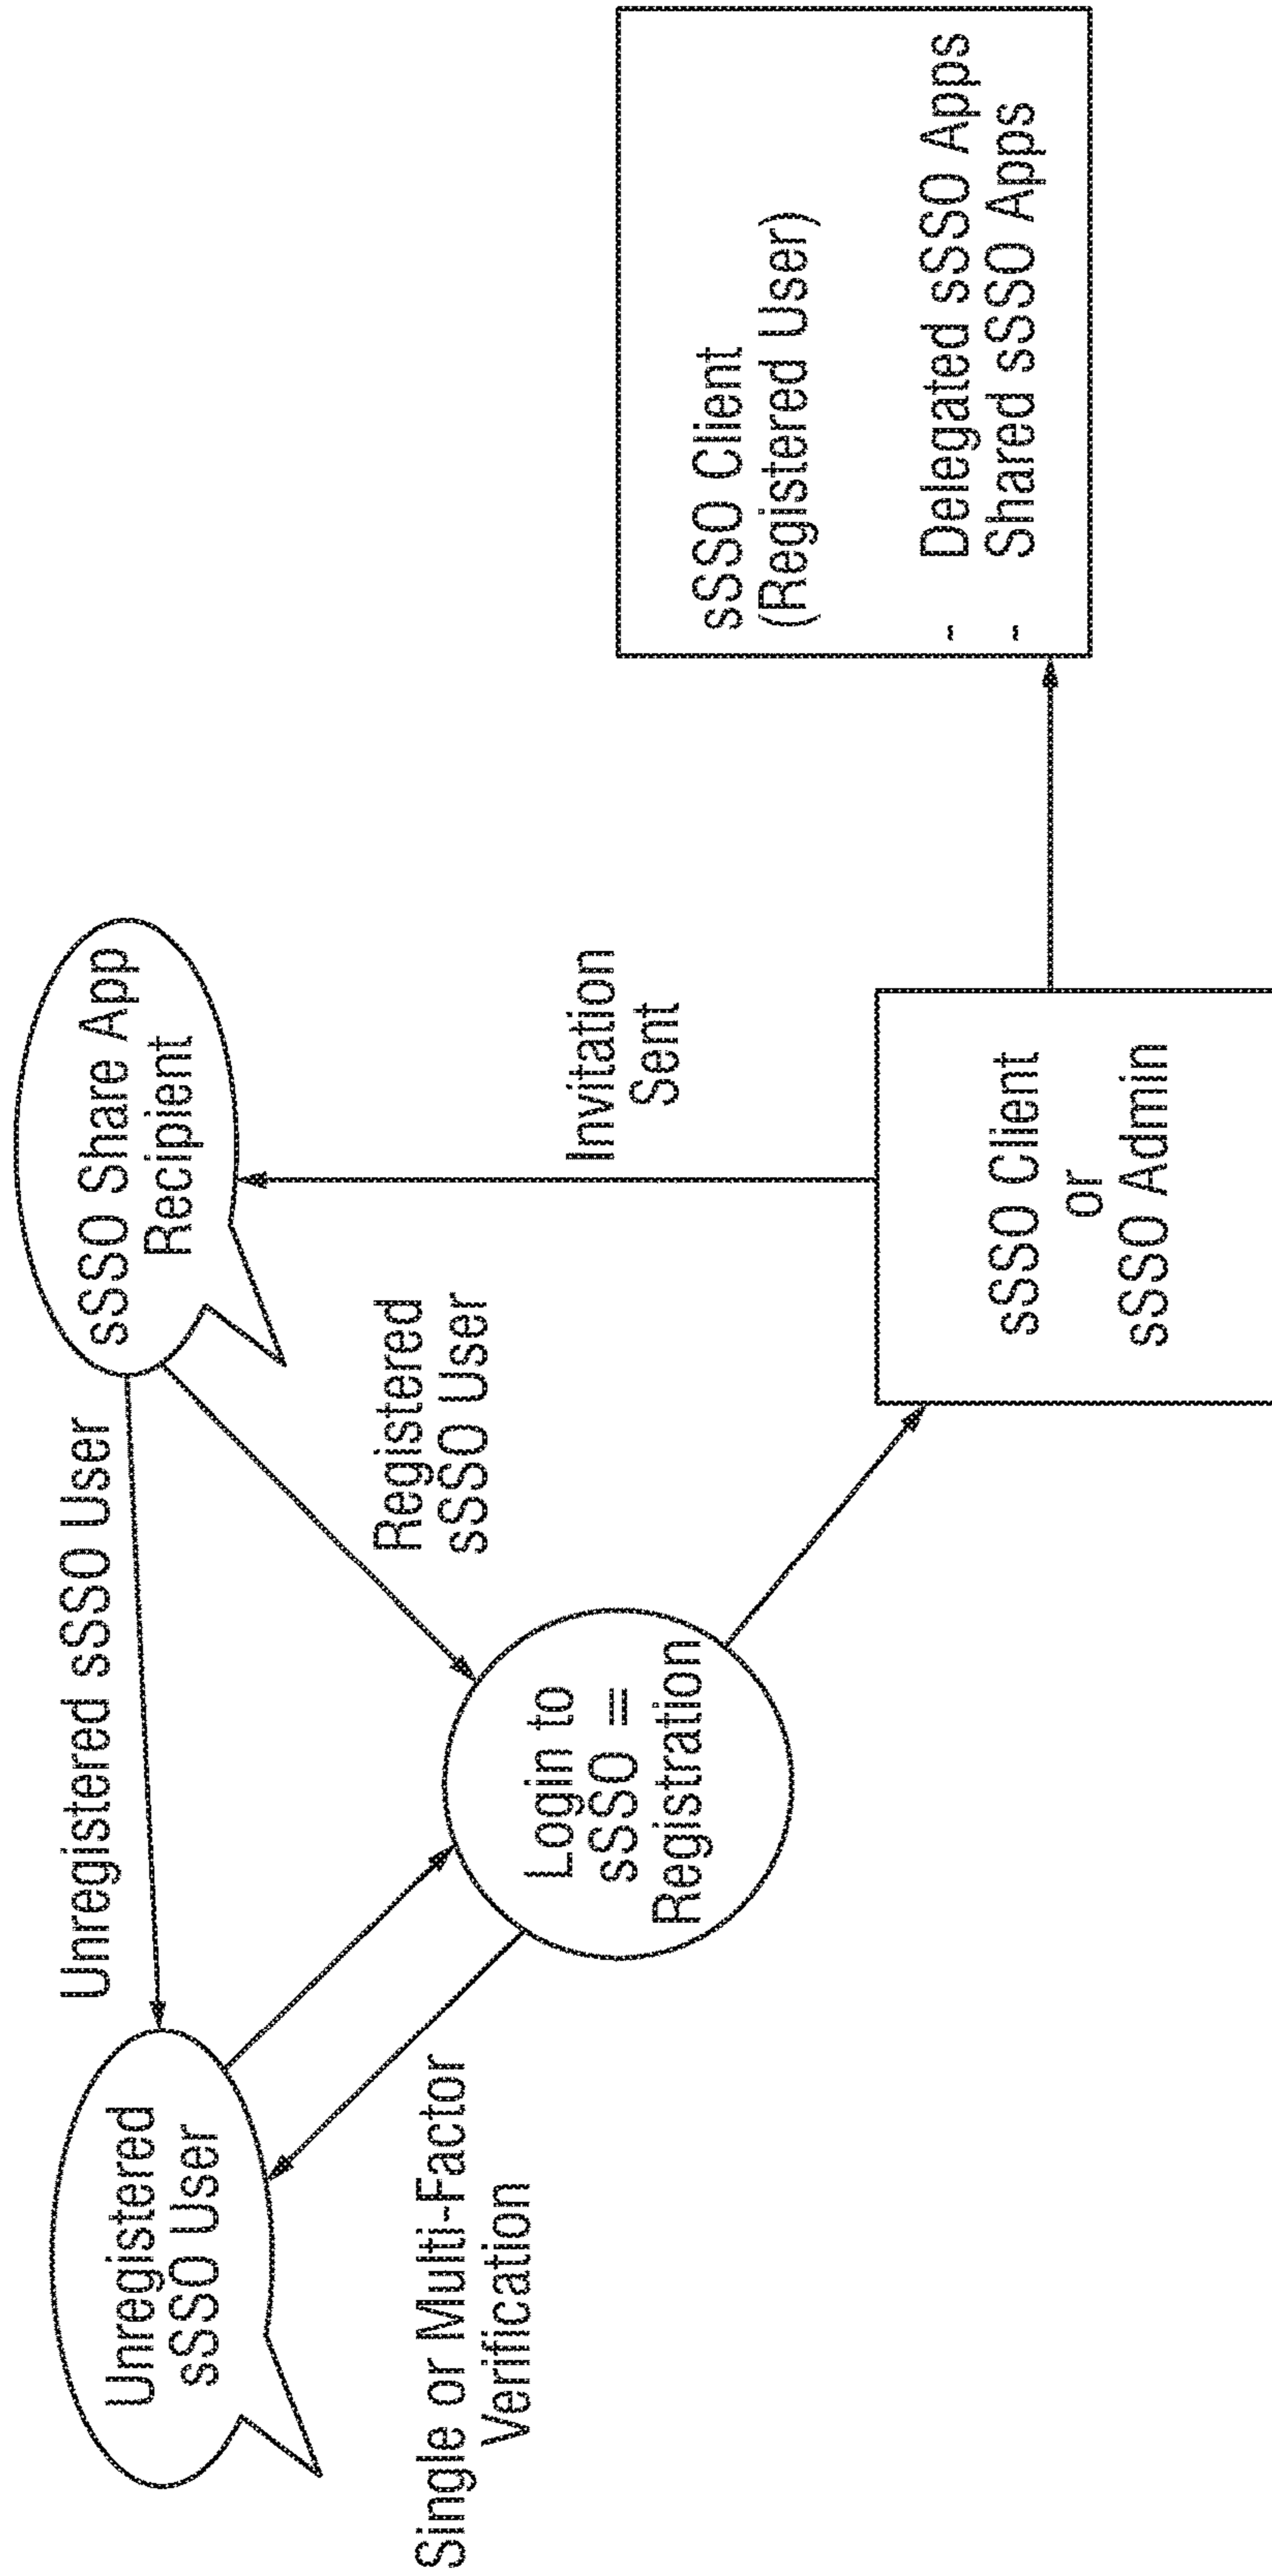 Unregistered
sSSO User
Unregistered sSSO User
sSSO Share App
Recipient
Single or Multi-Factor
Verification
Login to
sSSO =
Registration
Registered
sSSO User
Invitation
Sent
sSSO Client
or
sSSO Admin
sSSO Client
(Registered User)
- Delegated sSSO Apps
- Shared sSSO Apps